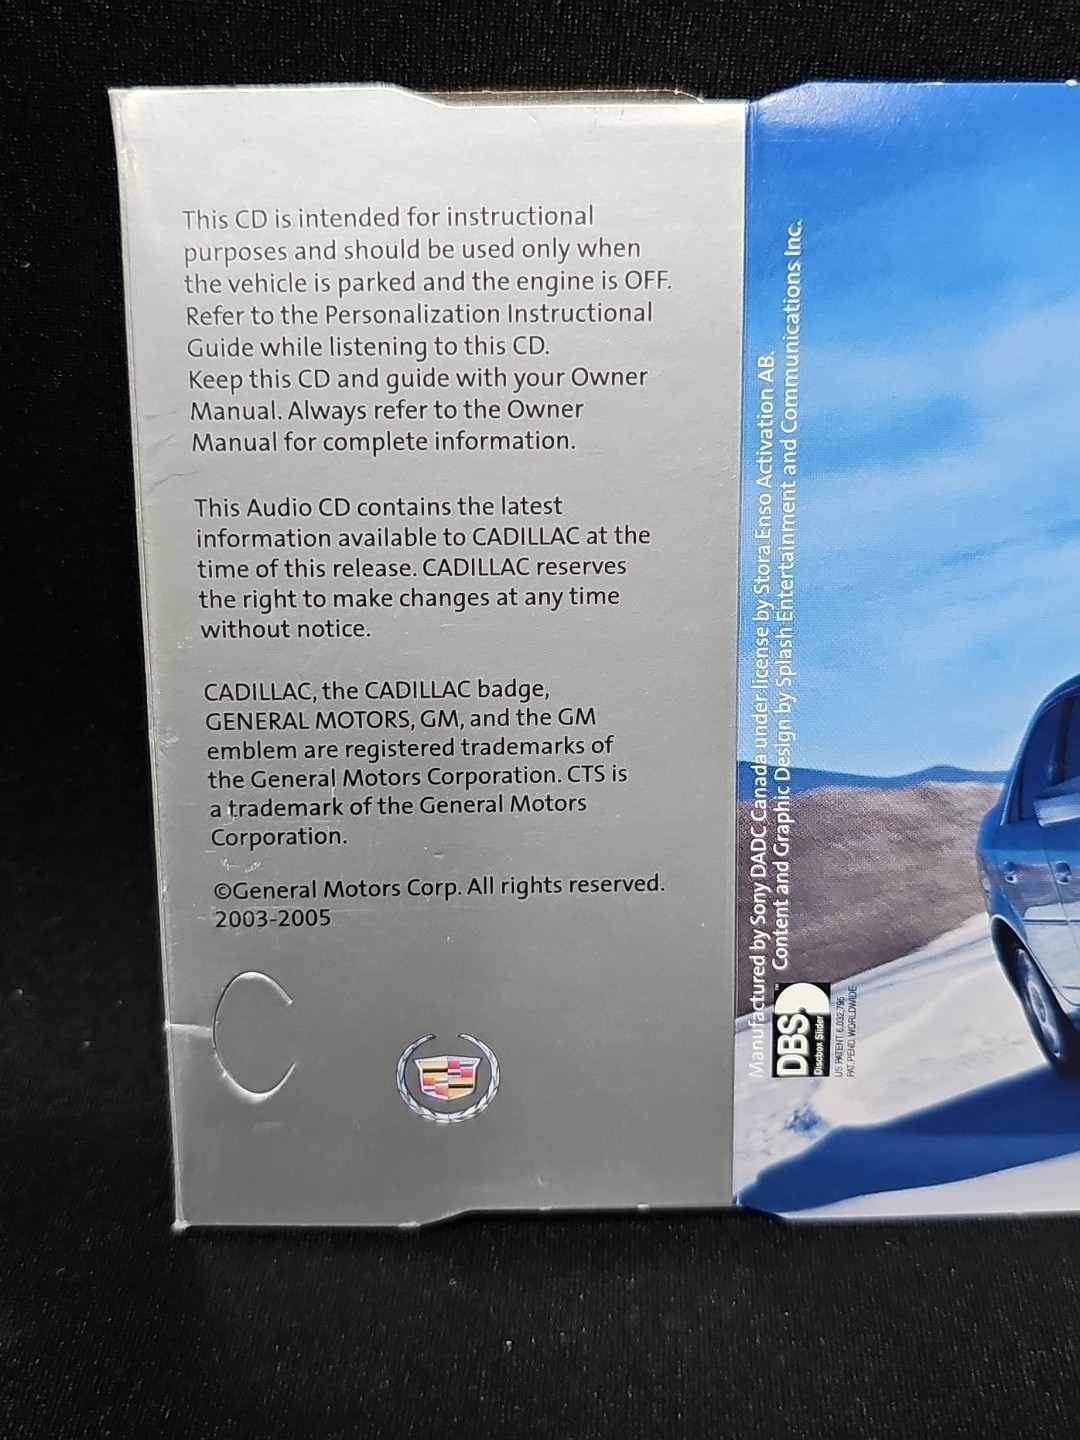 This CD is intended for instructional
purposes and should be used only when
the vehicle is parked and the engine is OFF.
Refer to the Personalization Instructional
Guide while listening to this CD.
Keep this CD and guide with your Owner
Manual. Always refer to the Owner
Manual for complete information.
This Audio CD contains the latest
information available to CADILLAC at the
time of this release. CADILLAC reserves
the right to make changes at any time
without notice.
CADILLAC, the CADILLAC badge,
GENERAL MOTORS, GM, and the GM
emblem are registered trademarks of
the General Motors Corporation. CTS is
a trademark of the General Motors
Corporation.
©General Motors Corp. All rights reserved.
2003-2005
Manufactured by Sony DADC Canada under license by Stora Enso Activation AB.
Content and Graphic Design by Splash Entertainment and Communications Inc.
DBS™
Discbox Slider
US PATENT 6,032,796
PAT. PEND. WORLDWIDE